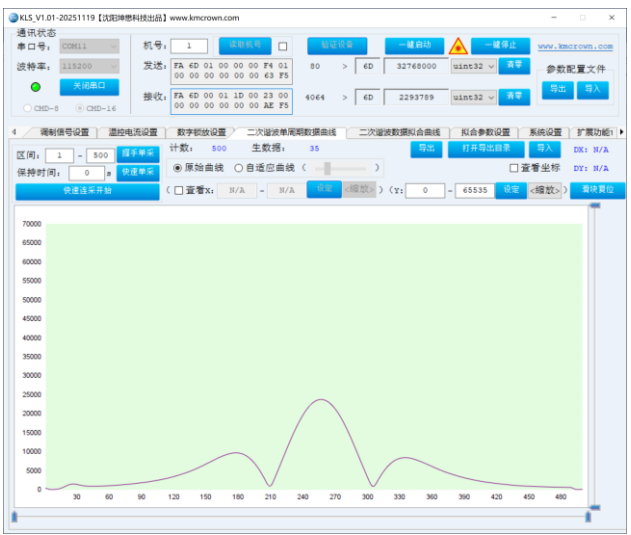 KLS_V1.01-20251119【沈阳坤懋科技出品】www.kmcrown.com
通讯状态
串口号： COM11 机号： 1 读取机号 验证设备 一键启动 一键停止 www.kmcrown.com
波特率： 115200 发送： FA 6D 01 00 00 00 F4 01 00 00 00 00 00 00 63 F5 80 > 6D 32768000 uint32 清零 参数配置文件
关闭串口 导出 导入
CMD-8 CMD-16 接收： FA 6D 00 01 1D 00 23 00 00 00 00 00 00 00 AE F5 4064 > 6D 2293789 uint32 清零
调制信号设置 温控电流设置 数字锁放设置 二次谐波单周期数据曲线 二次谐波数据拟合曲线 拟合参数设置 系统设置 扩展功能1
区间： 1 - 500 握手单采 计数： 500 生数据： 35 导出 打开导出目录 导入 DX: N/A
保持时间： 0 s 快速单采 原始曲线 自适应曲线 ( ) 查看坐标 DY: N/A
快速连采开始 ( 查看X: N/A - N/A 设定 <缩放> ) (Y: 0 - 65535 设定 <缩放> ) 滑块复位
70000
65000
60000
55000
50000
45000
40000
35000
30000
25000
20000
15000
10000
5000
0
30 60 90 120 150 180 210 240 270 300 330 360 390 420 450 480